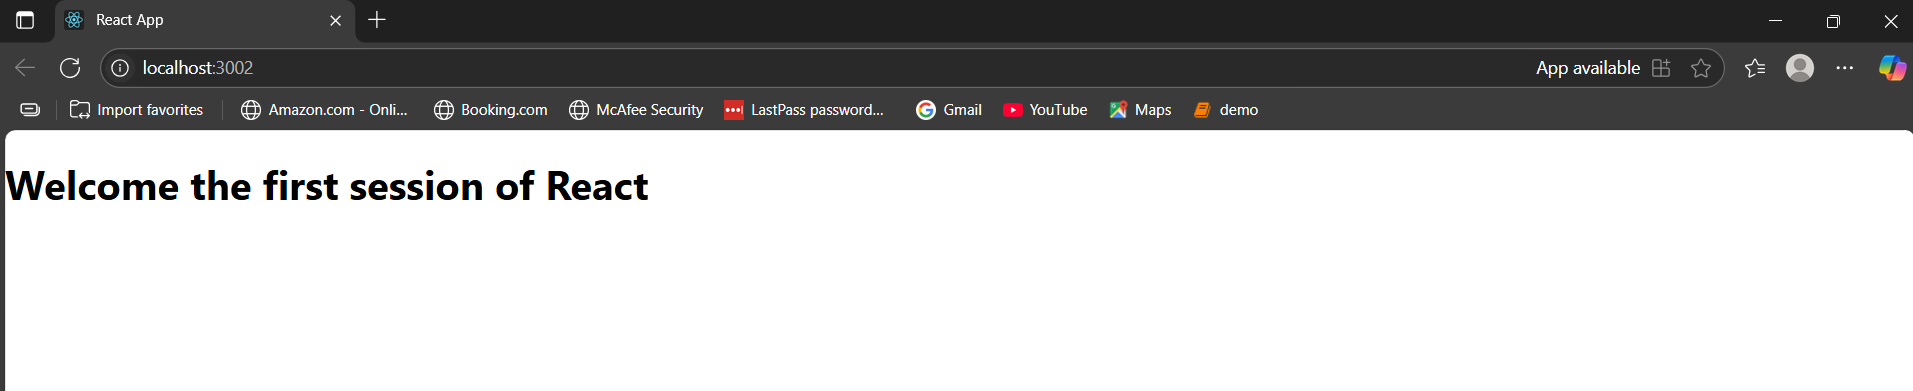 React App
localhost:3002
App available
Import favorites
Amazon.com - Onli...
Booking.com
McAfee Security
LastPass password...
Gmail
YouTube
Maps
demo
Welcome the first session of React